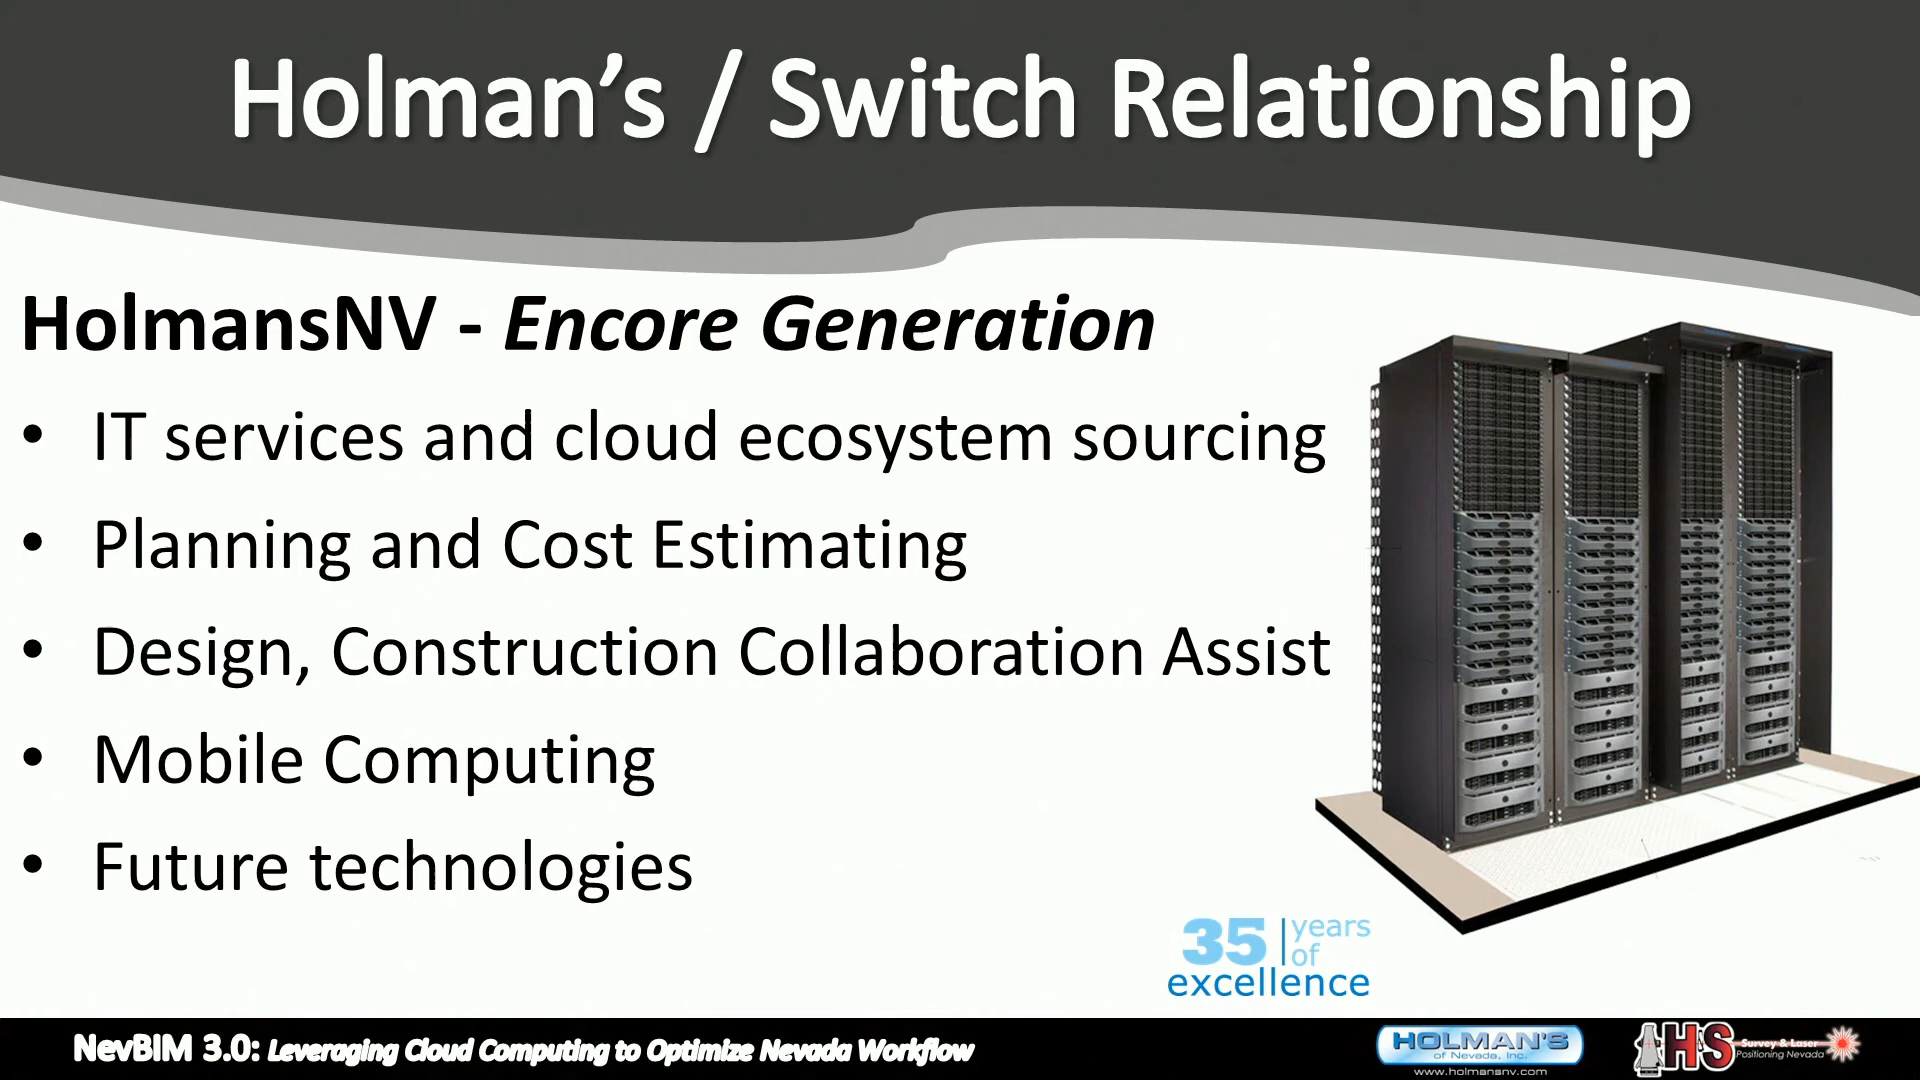 Holman’s / Switch Relationship
HolmansNV - Encore Generation
• IT services and cloud ecosystem sourcing
• Planning and Cost Estimating
• Design, Construction Collaboration Assist
• Mobile Computing
• Future technologies
35 years of
excellence
NevBIM 3.0: Leveraging Cloud Computing to Optimize Nevada Workflow
HOLMAN'S
of Nevada, Inc.
www.holmansnv.com
AHS Survey & Laser
Positioning Nevada